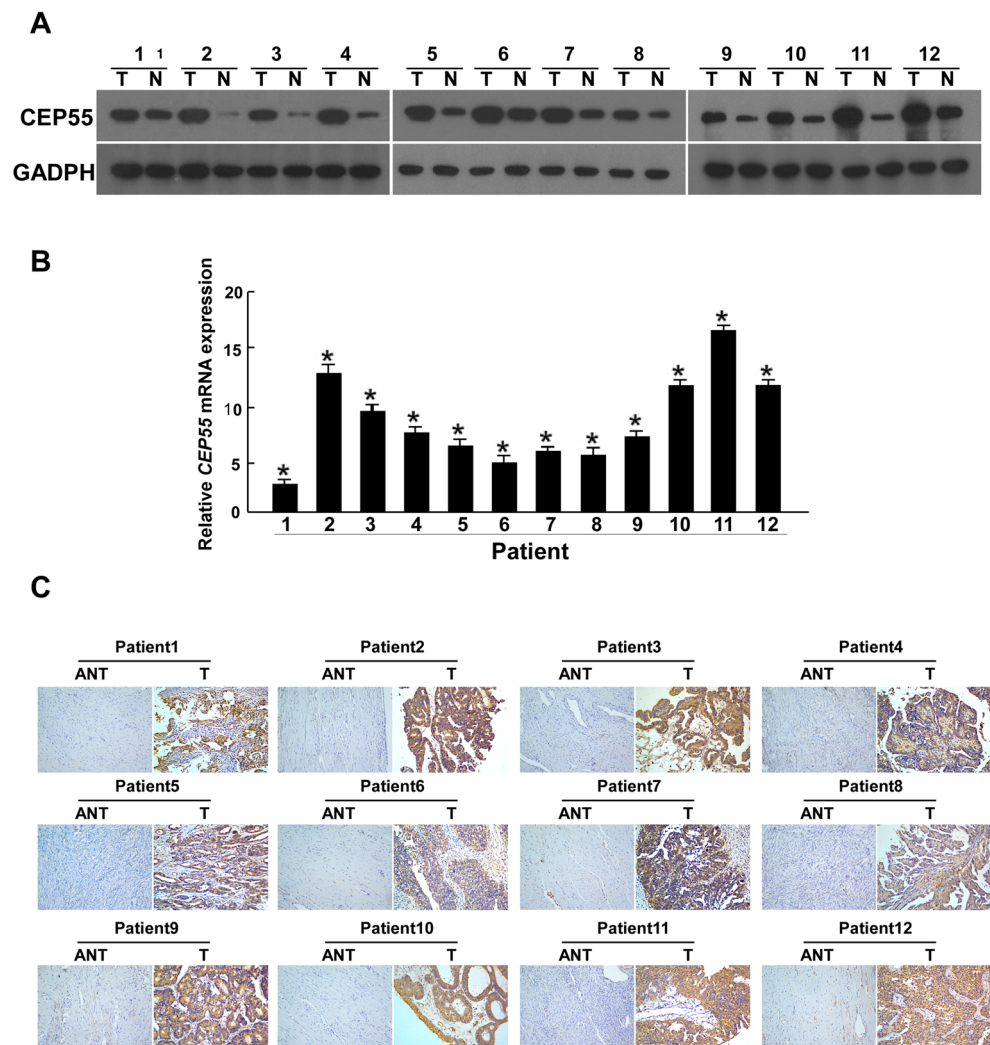 A
1 1 2 3 4 5 6 7 8 9 10 11 12
T N T N T N T N T N T N T N T N T N T N T N T N
CEP55
GADPH
B
Relative CEP55 mRNA expression
20
15
10
5
0
* * * * * * * * * * * *
1 2 3 4 5 6 7 8 9 10 11 12
Patient
C
Patient1 Patient2 Patient3 Patient4
ANT T ANT T ANT T ANT T
Patient5 Patient6 Patient7 Patient8
ANT T ANT T ANT T ANT T
Patient9 Patient10 Patient11 Patient12
ANT T ANT T ANT T ANT T